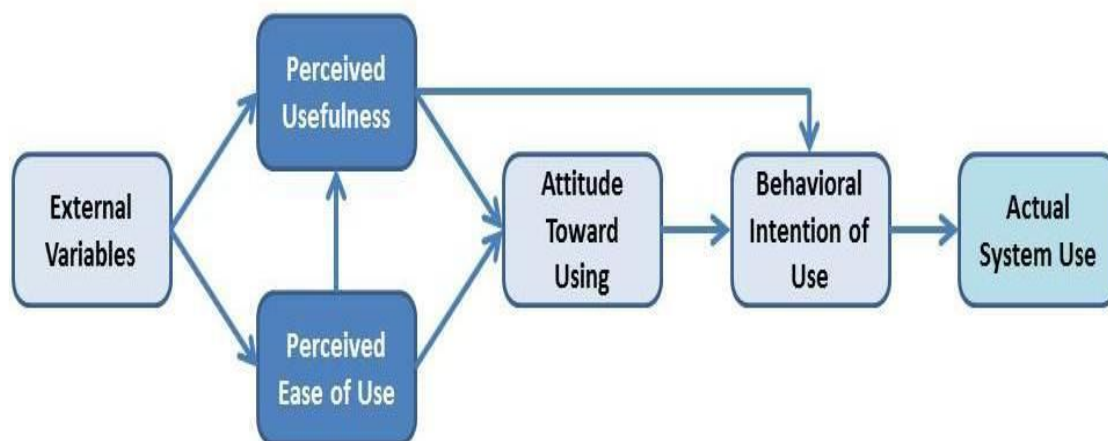 External
Variables
Perceived
Usefulness
Perceived
Ease of Use
Attitude
Toward
Using
Behavioral
Intention of
Use
Actual
System Use